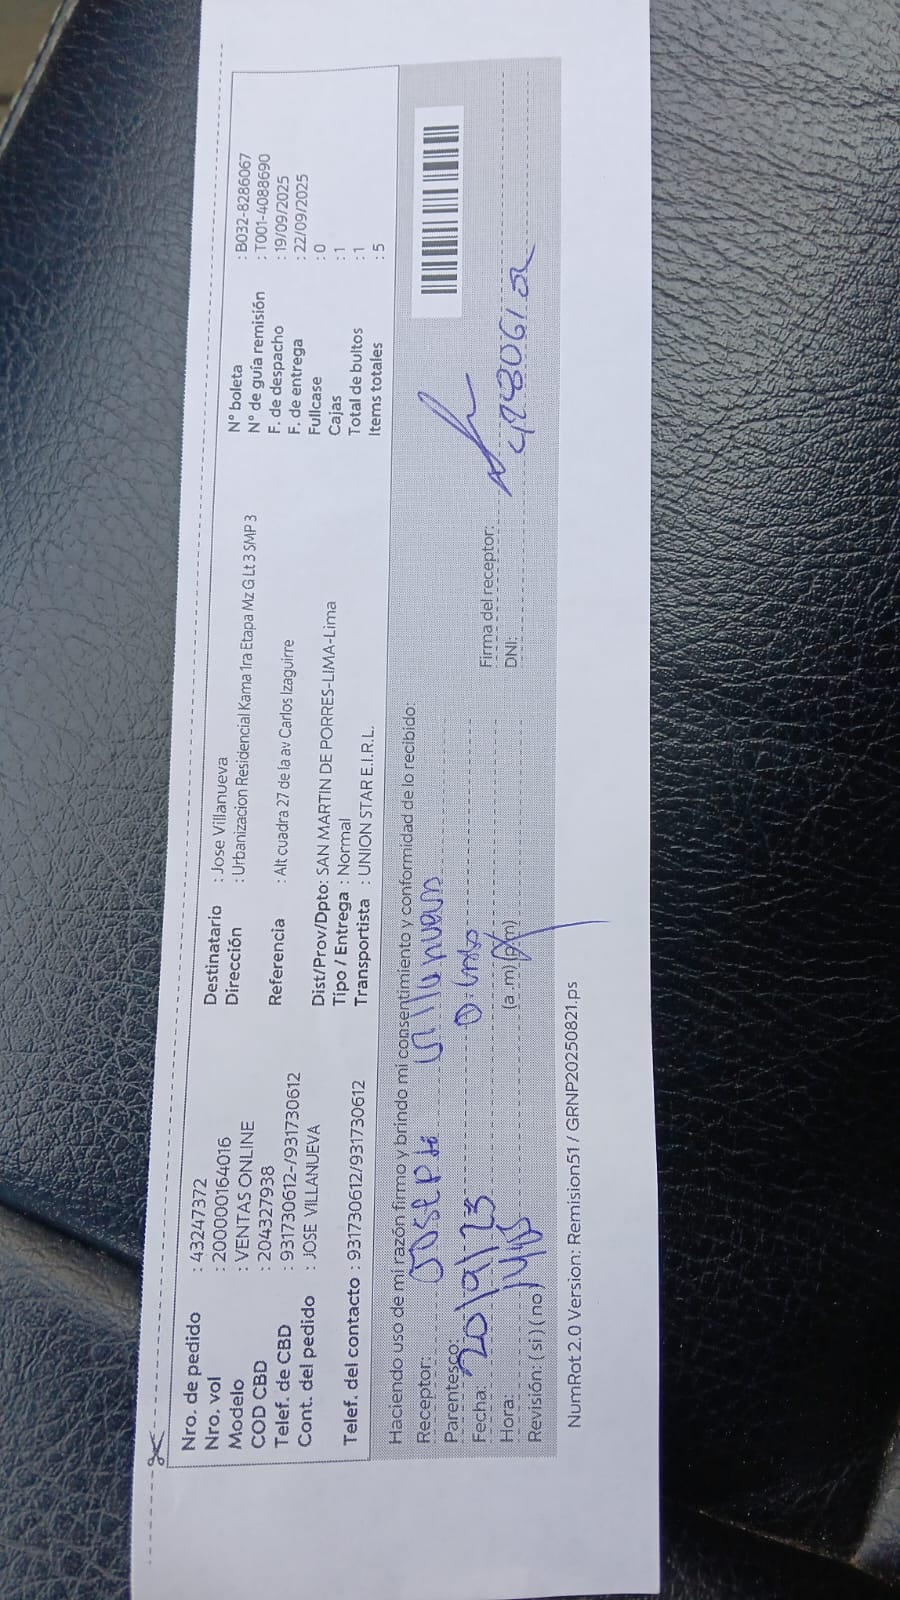 Nro. de pedido : 43247372
Nro. vol : 200000164016
Modelo : VENTAS ONLINE
COD CBD : 204327938
Telef. de CBD : 931730612-/931730612
Cont. del pedido : JOSE VILLANUEVA
Telef. del contacto : 931730612/931730612
Destinatario : Jose Villanueva
Dirección : Urbanizacion Residencial Kama 1ra Etapa Mz G Lt 3 SMP 3
Referencia : Alt cuadra 27 de la av Carlos Izaguirre
Dist/Prov/Dpto: SAN MARTIN DE PORRES-LIMA-Lima
Tipo / Entrega : Normal
Transportista : UNION STAR E.I.R.L.
N° boleta : B032-8286067
N° de guía remisión : T001-4088690
F. de despacho : 19/09/2025
F. de entrega : 22/09/2025
Fullcase : 0
Cajas : 1
Total de bultos : 1
Items totales : 5
Haciendo uso de mi razón firmo y brindo mi consentimiento y conformidad de lo recibido:
Receptor: Joseph Villanueva
Parentesco:
Fecha: 20/9/23
Hora: (a.m) (p.m)
Revisión: (si) (no)
Firma del receptor:
DNI:
NumRot 2.0 Version: Remision51 / GRNP20250821.ps